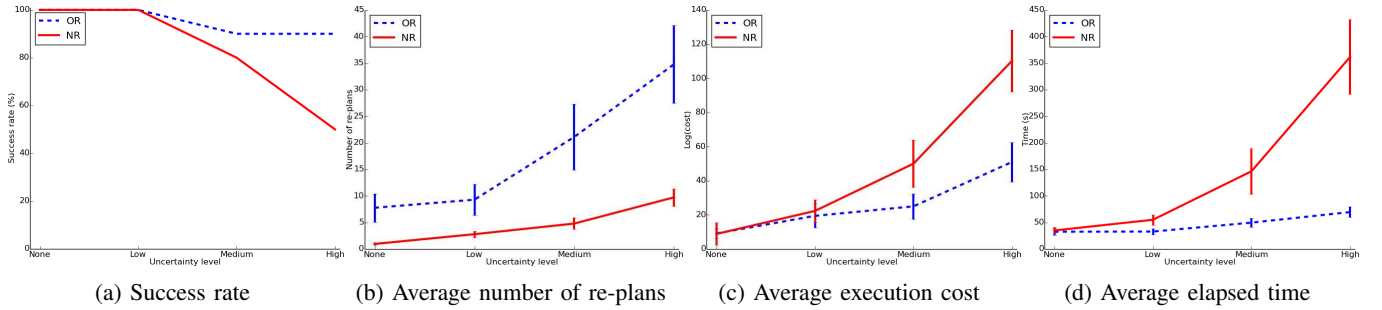 Success rate (%)
100
80
60
40
20
0
OR
NR
None
Low
Medium
High
Uncertainty level
(a) Success rate
Number of re-plans
45
40
35
30
25
20
15
10
5
0
OR
NR
None
Low
Medium
High
Uncertainty level
(b) Average number of re-plans
Log(cost)
140
120
100
80
60
40
20
0
OR
NR
None
Low
Medium
High
Uncertainty level
(c) Average execution cost
Time (s)
450
400
350
300
250
200
150
100
50
0
OR
NR
None
Low
Medium
High
Uncertainty level
(d) Average elapsed time